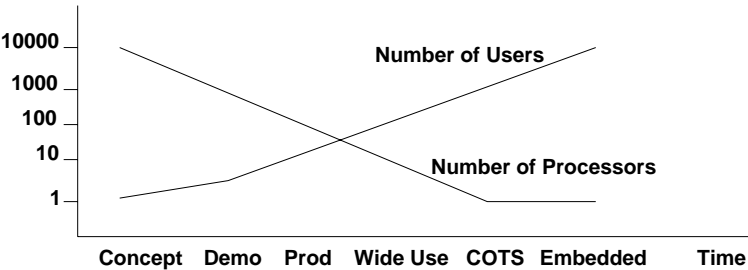 10000
Number of Users
1000
100
10
Number of Processors
1
Concept Demo Prod Wide Use COTS Embedded Time